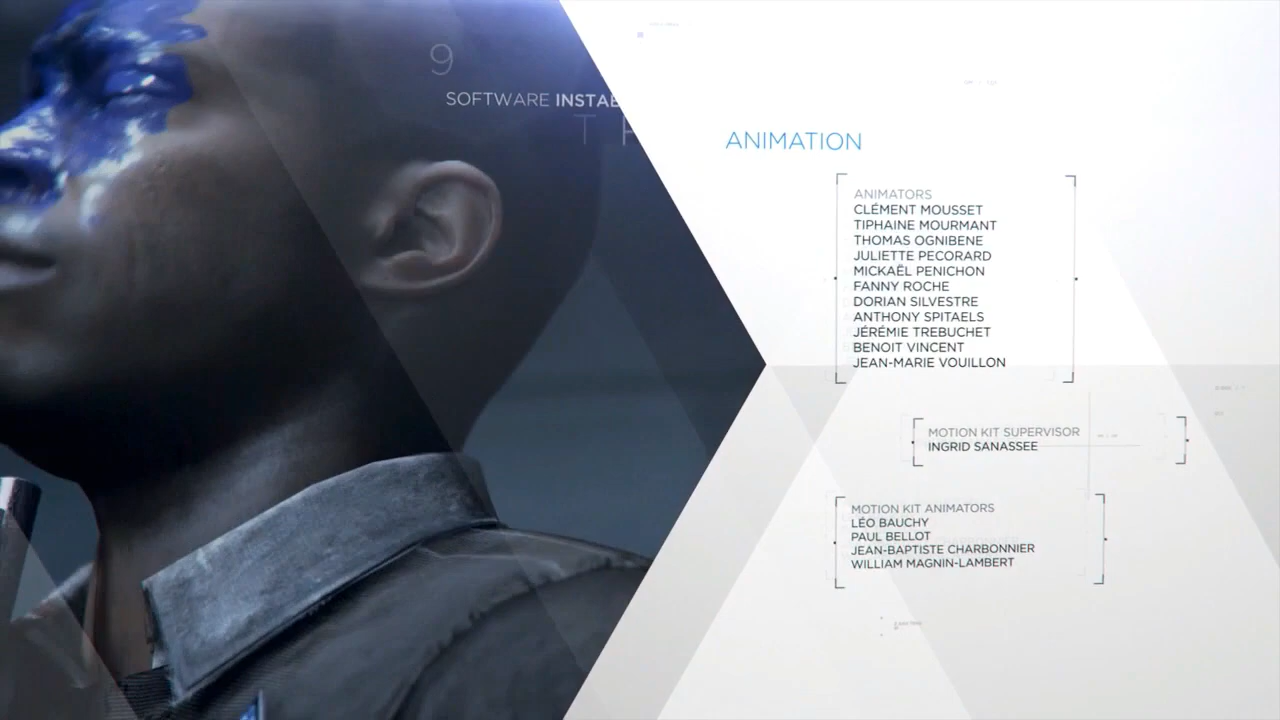 9
SOFTWARE
ANIMATION
ANIMATORS
CLÉMENT MOUSSET
TIPHAINE MOURMANT
THOMAS OGNIBENE
JULIETTE PECORARD
MICKAËL PENICHON
FANNY ROCHE
DORIAN SILVESTRE
ANTHONY SPITAELS
JÉRÉMIE TREBUCHET
BENOIT VINCENT
JEAN-MARIE VOUILLON
MOTION KIT SUPERVISOR
INGRID SANASSEE
MOTION KIT ANIMATORS
LÉO BAUCHY
PAUL BELLOT
JEAN-BAPTISTE CHARBONNIER
WILLIAM MAGNIN-LAMBERT